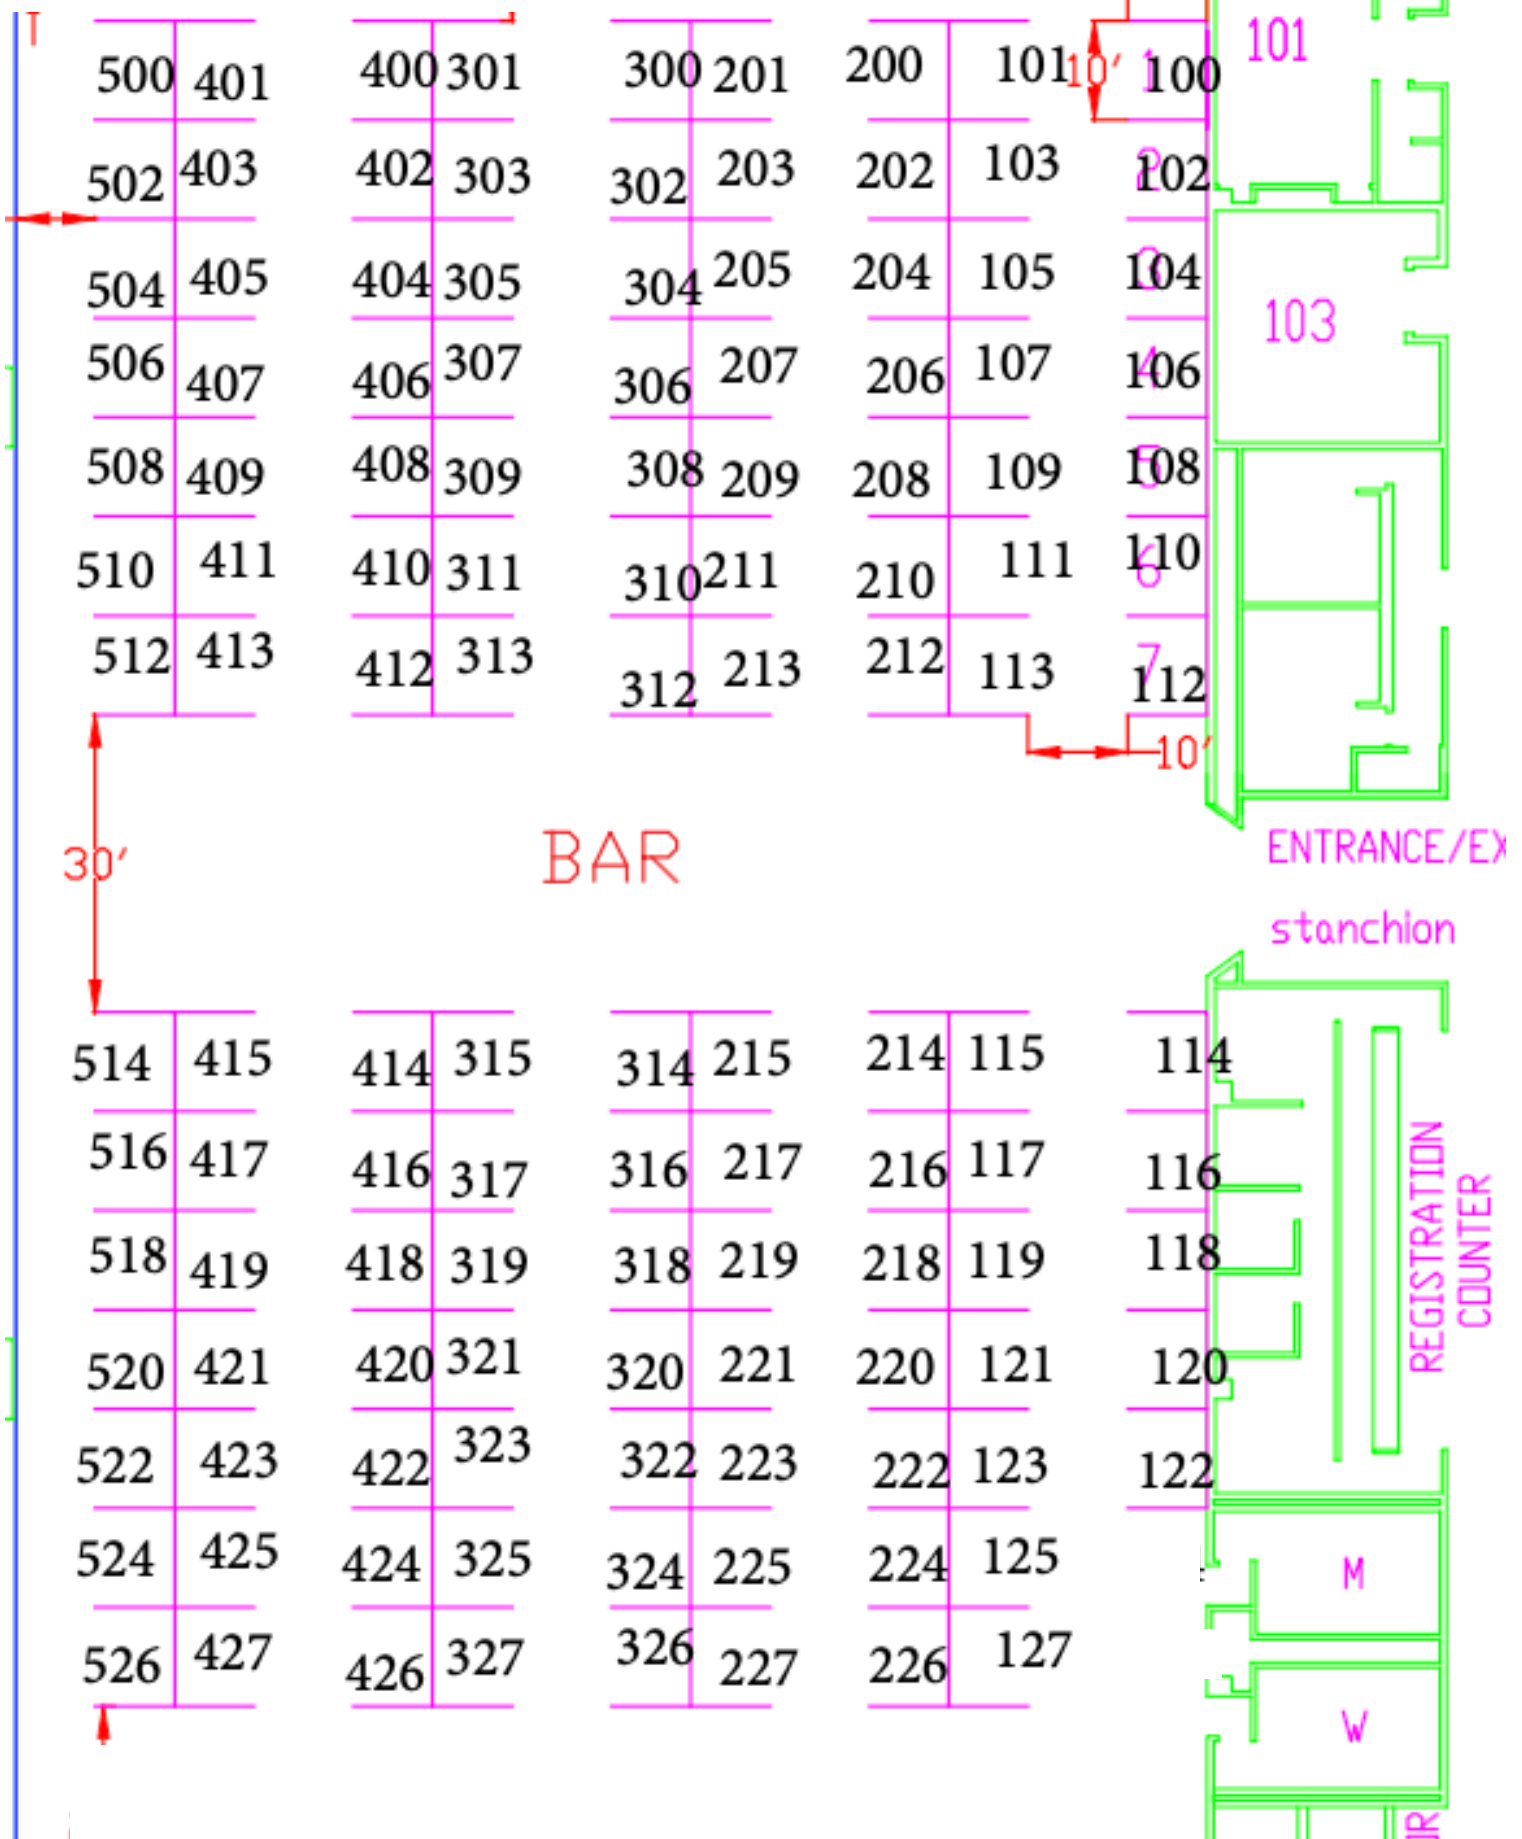 500 401 400 301 300 201 200 101 10' 1 100 101
502 403 402 303 302 203 202 103 2 102
504 405 404 305 304 205 204 105 3 104 103
506 407 406 307 306 207 206 107 4 106
508 409 408 309 308 209 208 109 5 108
510 411 410 311 310 211 210 111 6 110
512 413 412 313 312 213 212 113 7 112
10'
30' BAR ENTRANCE/EX
stanchion
514 415 414 315 314 215 214 115 114
516 417 416 317 316 217 216 117 116
518 419 418 319 318 219 218 119 118
REGISTRATION
COUNTER
520 421 420 321 320 221 220 121 120
522 423 422 323 322 223 222 123 122
524 425 424 325 324 225 224 125 M
526 427 426 327 326 227 226 127
W